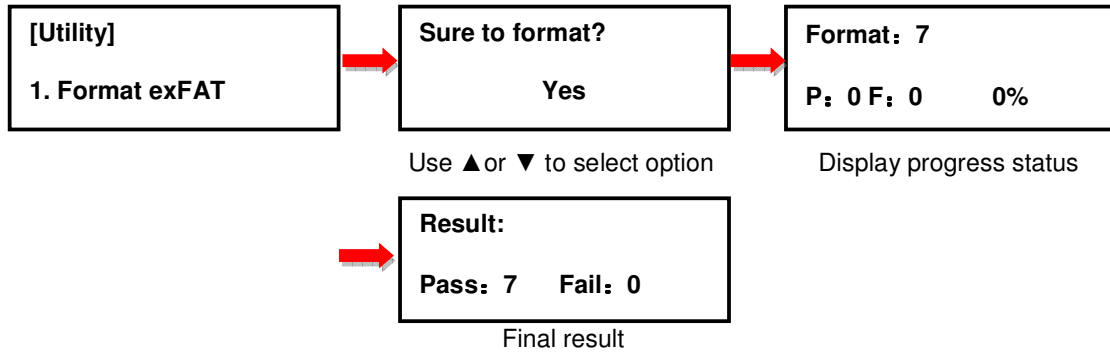 [Utility]
1. Format exFAT
Sure to format?
Yes
Format：7
P：0 F：0 0%
Use ▲or ▼ to select option
Display progress status
Result:
Pass：7 Fail：0
Final result